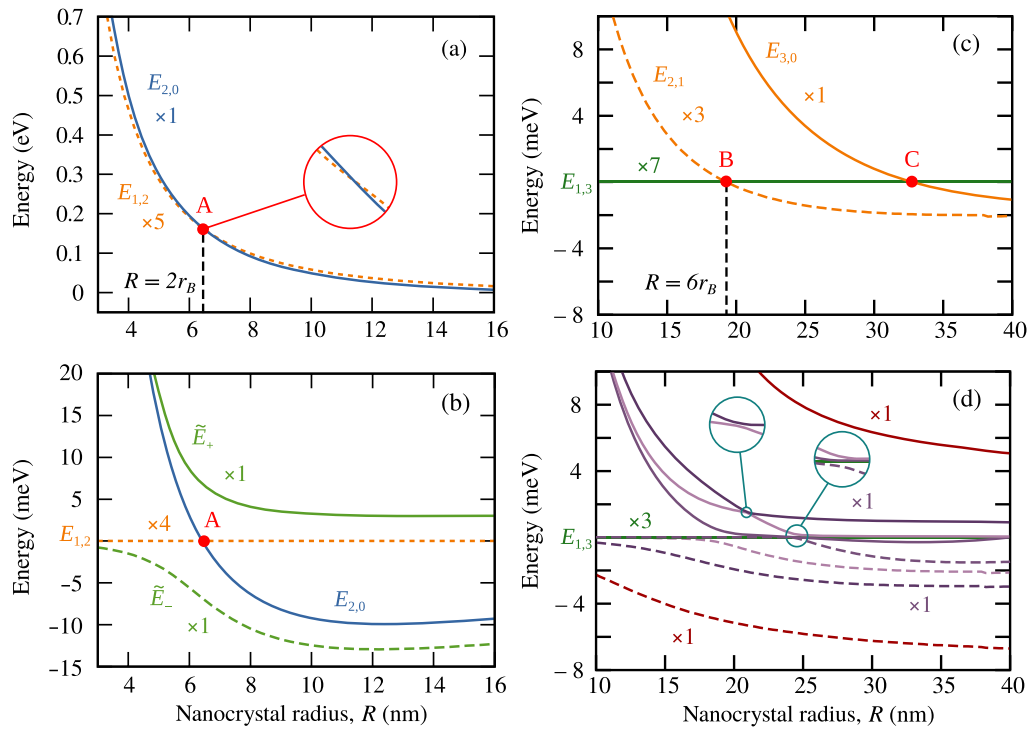 (a)
Energy (eV)
0.7
0.6
0.5
0.4
0.3
0.2
0.1
0
E₂,₀
×1
E₁,₂
×5
A
R = 2r_B
4 6 8 10 12 14 16
(c)
Energy (meV)
8
4
E₁,₃
−4
−8
E₂,₁
×3
E₃,₀
×1
×7
B
C
R = 6r_B
10 15 20 25 30 35 40
(b)
Energy (meV)
20
15
10
5
E₁,₂
-5
-10
-15
Ẽ₊
×1
×4
A
Ẽ₋
×1
E₂,₀
4 6 8 10 12 14 16
Nanocrystal radius, R (nm)
(d)
Energy (meV)
8
4
E₁,₃
−4
−8
×1
×1
×3
×1
×1
10 15 20 25 30 35 40
Nanocrystal radius, R (nm)